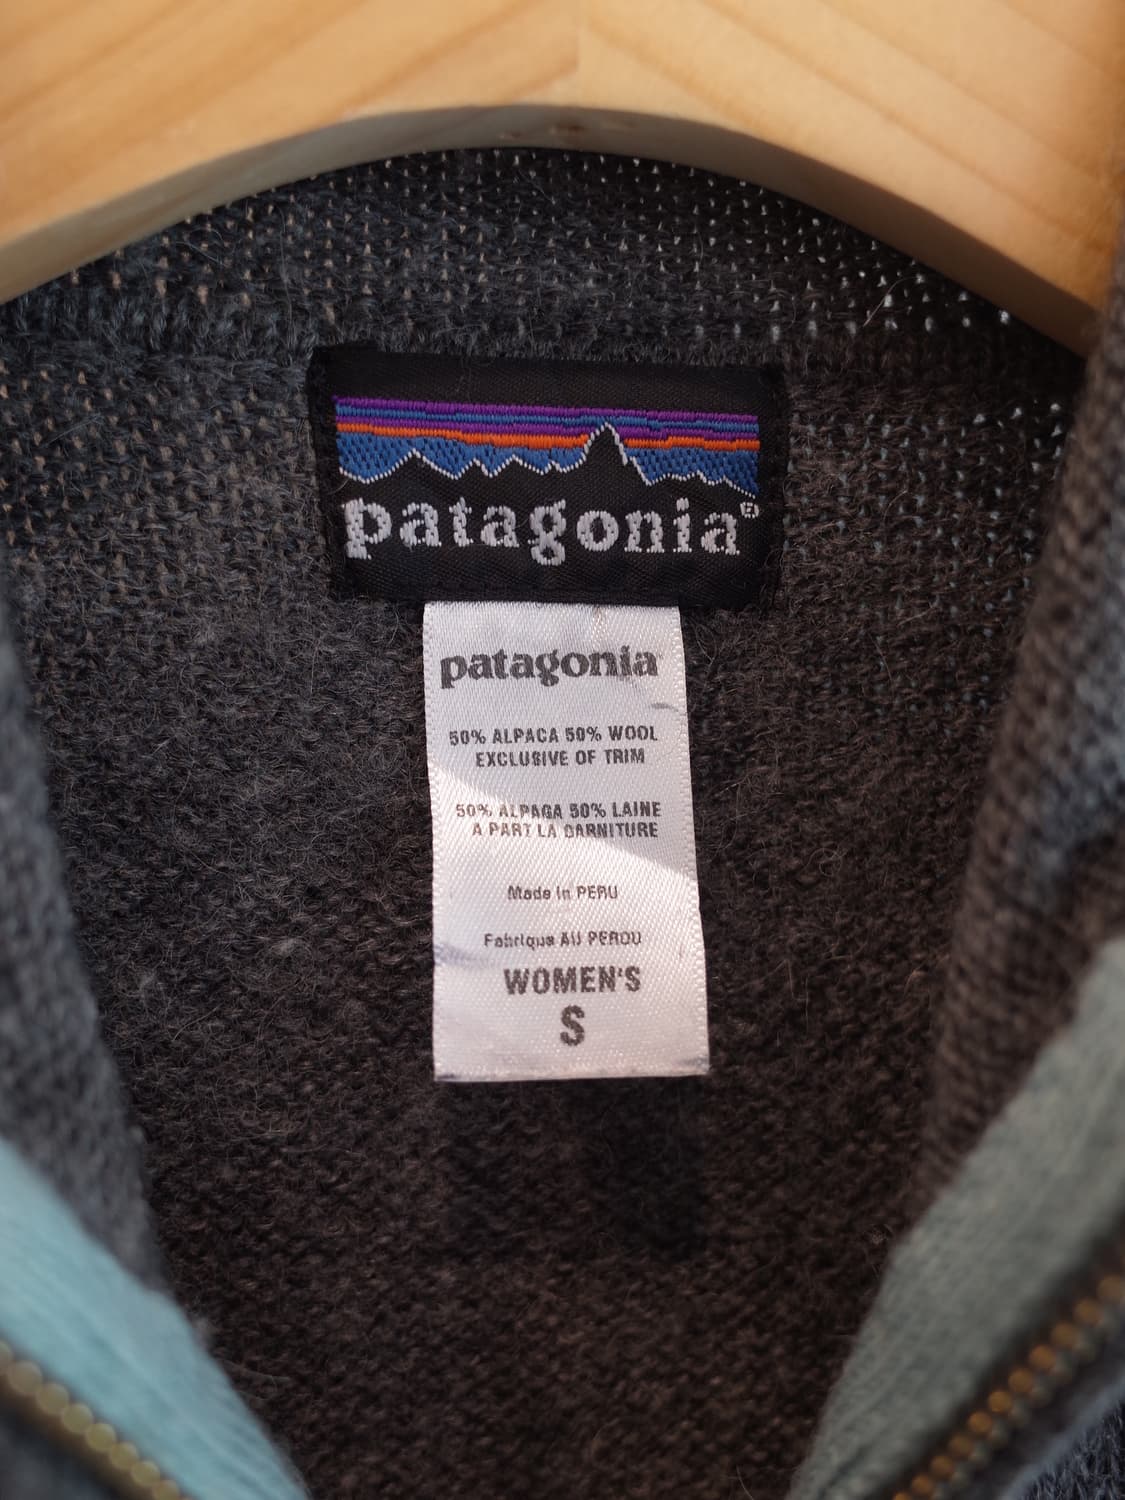 patagonia®
patagonia
50% ALPACA 50% WOOL
EXCLUSIVE OF TRIM
50% ALPAGA 50% LAINE
A PART LA GARNITURE
Made in PERU
Fabrique AU PEROU
WOMEN'S
S